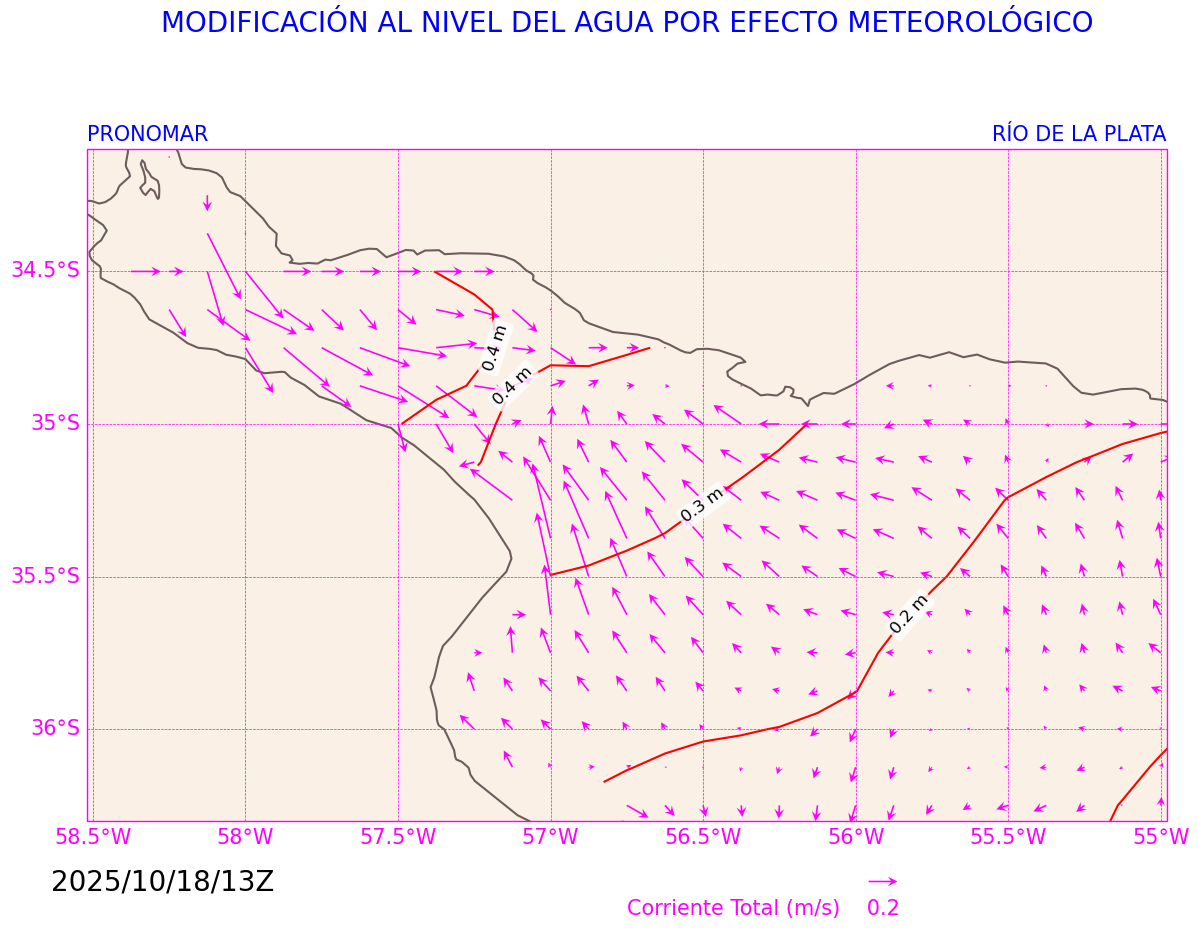 MODIFICACIÓN AL NIVEL DEL AGUA POR EFECTO METEOROLÓGICO
PRONOMAR
RÍO DE LA PLATA
34.5°S
35°S
35.5°S
36°S
0.4 m
0.4 m
0.3 m
0.2 m
58.5°W
58°W
57.5°W
57°W
56.5°W
56°W
55.5°W
55°W
2025/10/18/13Z
Corriente Total (m/s) 0.2